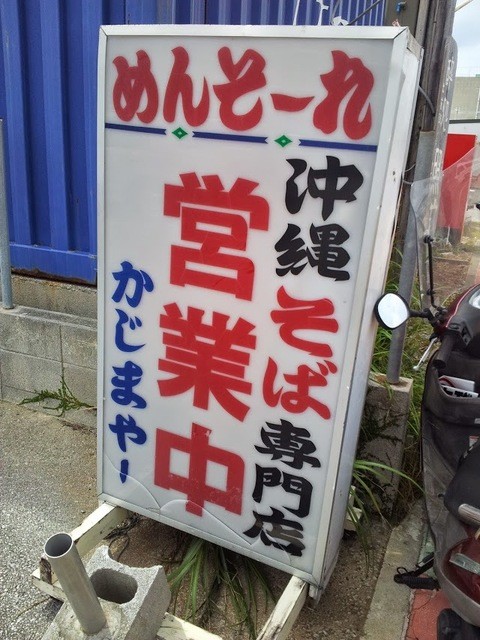 めんそーれ
沖縄そば専門店
営業中
かじまやー